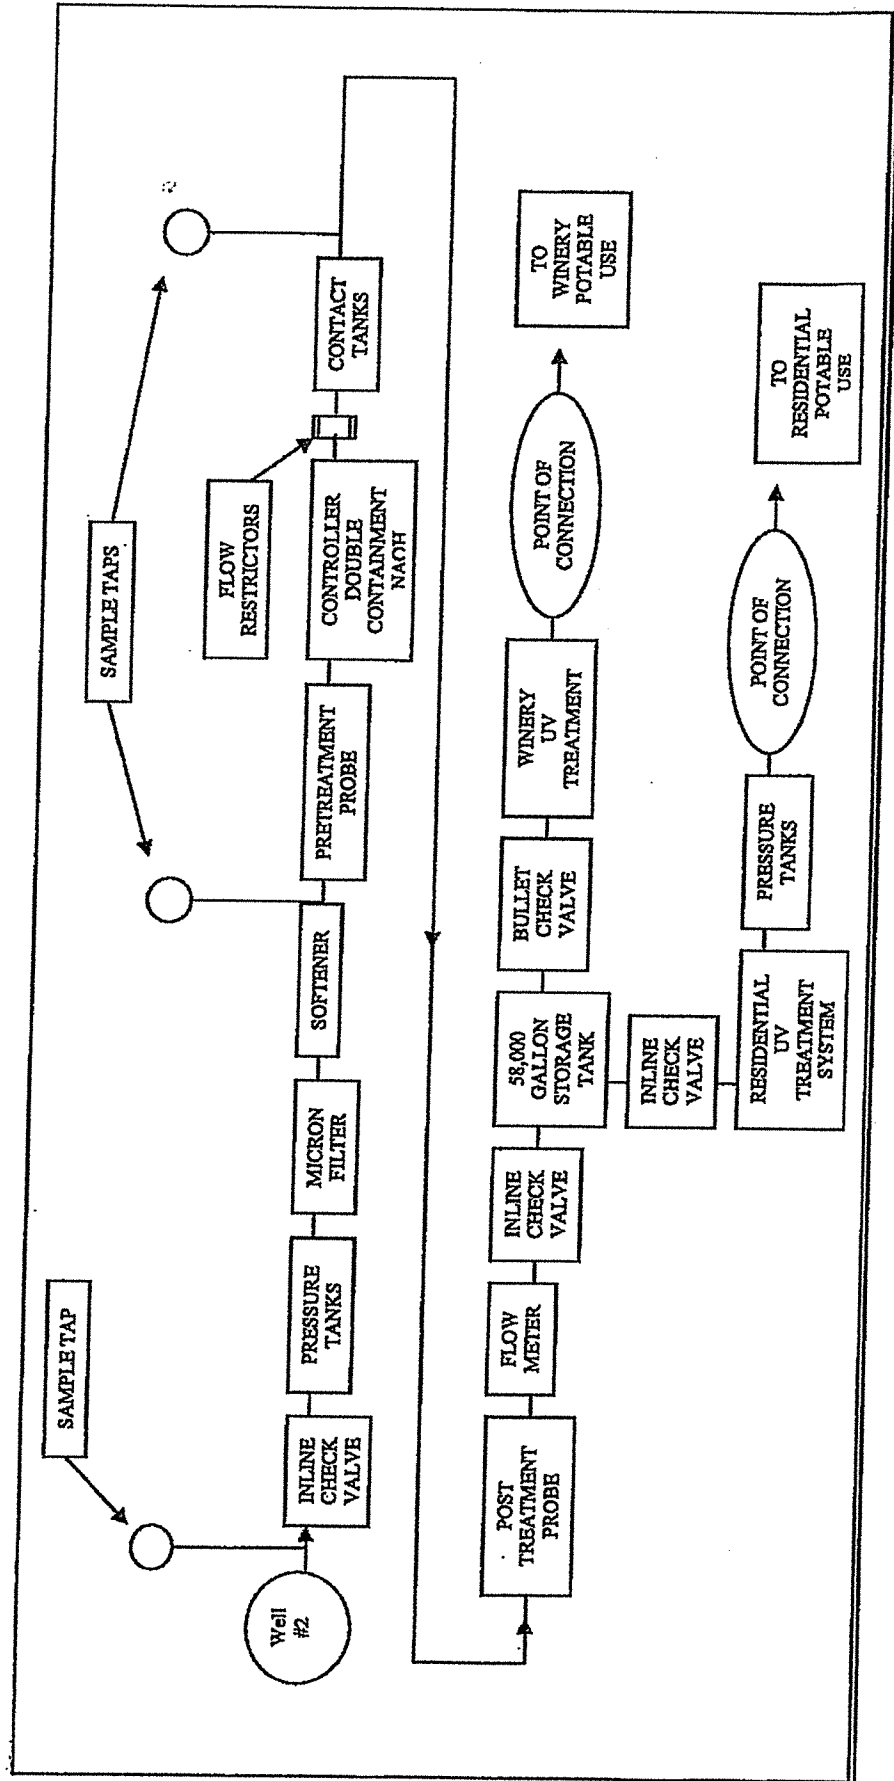 SAMPLE TAP
SAMPLE TAPS
Well
#2
INLINE
CHECK
VALVE
PRESSURE
TANKS
MICRON
FILTER
SOFTENER
PRETREATMENT
PROBE
CONTROLLER
DOUBLE
CONTAINMENT
NAOH
FLOW
RESTRICTORS
CONTACT
TANKS
POST
TREATMENT
PROBE
FLOW
METER
INLINE
CHECK
VALVE
58,000
GALLON
STORAGE
TANK
BULLET
CHECK
VALVE
WINERY
UV
TREATMENT
POINT OF
CONNECTION
TO
WINERY
POTABLE
USE
INLINE
CHECK
VALVE
RESIDENTIAL
UV
TREATMENT
SYSTEM
PRESSURE
TANKS
POINT OF
CONNECTION
TO
RESIDENTIAL
POTABLE
USE